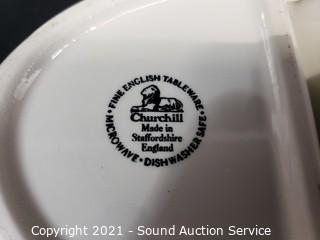 • FINE ENGLISH TABLEWARE •
Churchill
Made in
Staffordshire
England
MICROWAVE • DISHWASHER SAFE
Copyright 2021 - Sound Auction Service